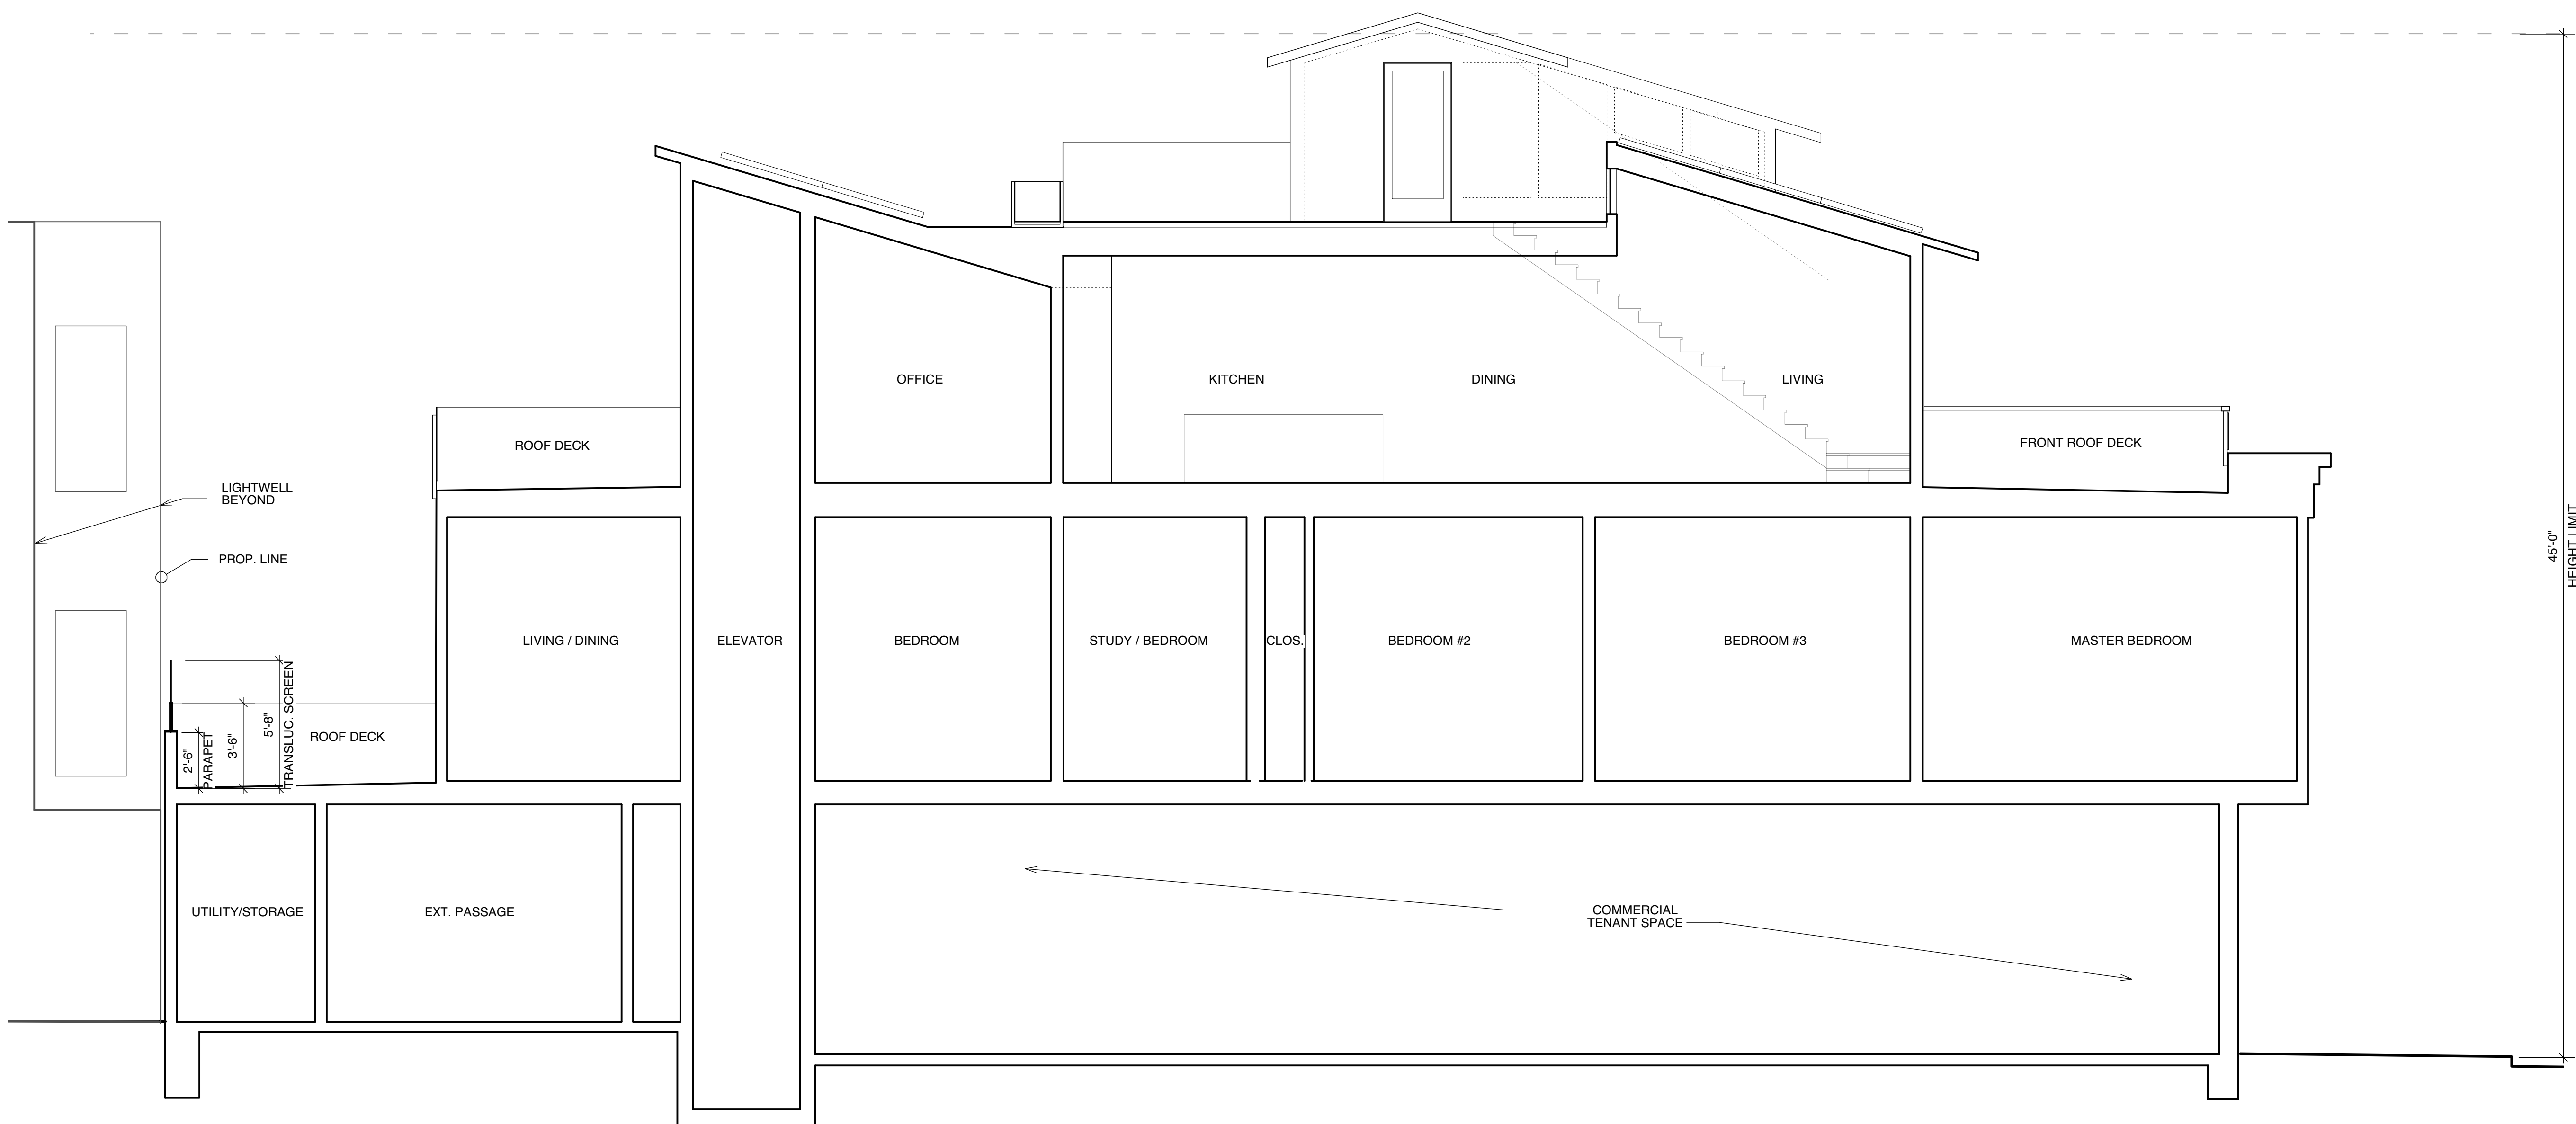 OFFICE
KITCHEN
DINING
LIVING
ROOF DECK
FRONT ROOF DECK
LIGHTWELL
BEYOND
PROP. LINE
45'-0"
HEIGHT LIMIT
LIVING / DINING
ELEVATOR
BEDROOM
STUDY / BEDROOM
CLOS.
BEDROOM #2
BEDROOM #3
MASTER BEDROOM
2'-6"
PARAPET
3'-6"
5'-8"
TRANSLUC. SCREEN
ROOF DECK
UTILITY/STORAGE
EXT. PASSAGE
COMMERCIAL
TENANT SPACE